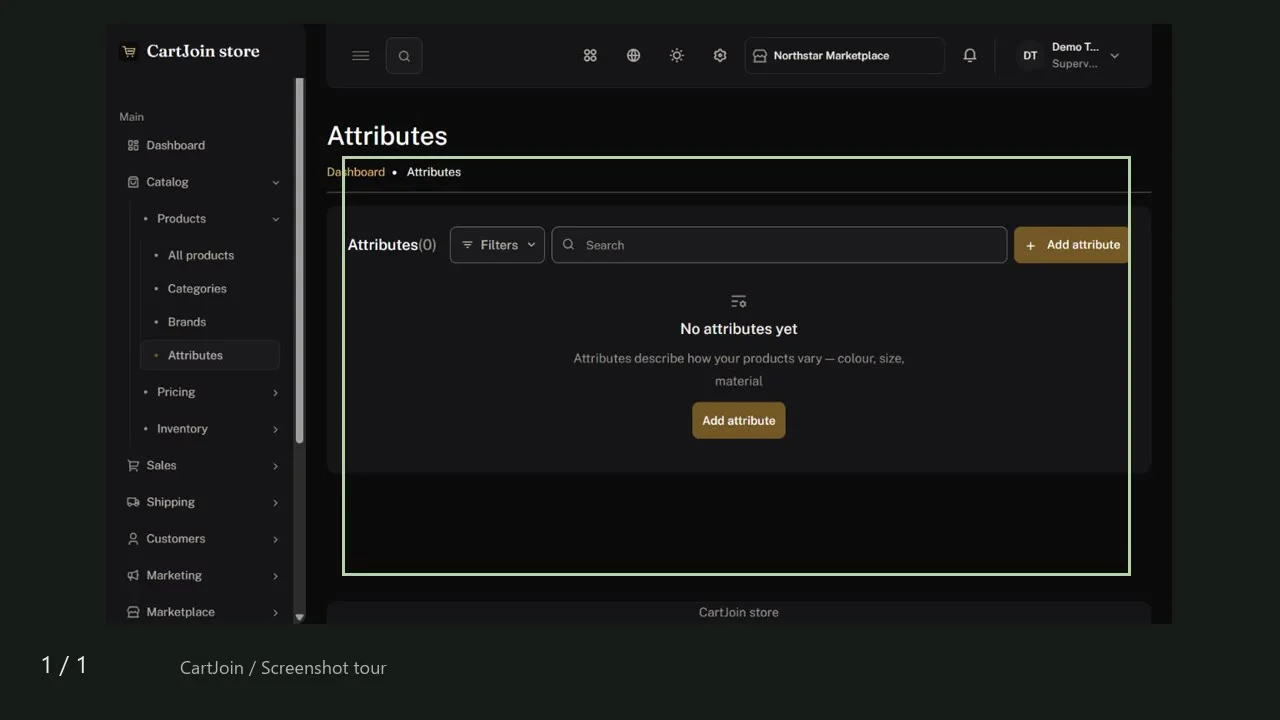 CartJoin store
Northstar Marketplace
DT
Demo T...
Superv...
Main
Dashboard
Catalog
Products
All products
Categories
Brands
Attributes
Pricing
Inventory
Sales
Shipping
Customers
Marketing
Marketplace
Attributes
Dashboard • Attributes
Attributes(0)
Filters
Search
+ Add attribute
No attributes yet
Attributes describe how your products vary — colour, size,
material
Add attribute
CartJoin store
1 / 1
CartJoin / Screenshot tour